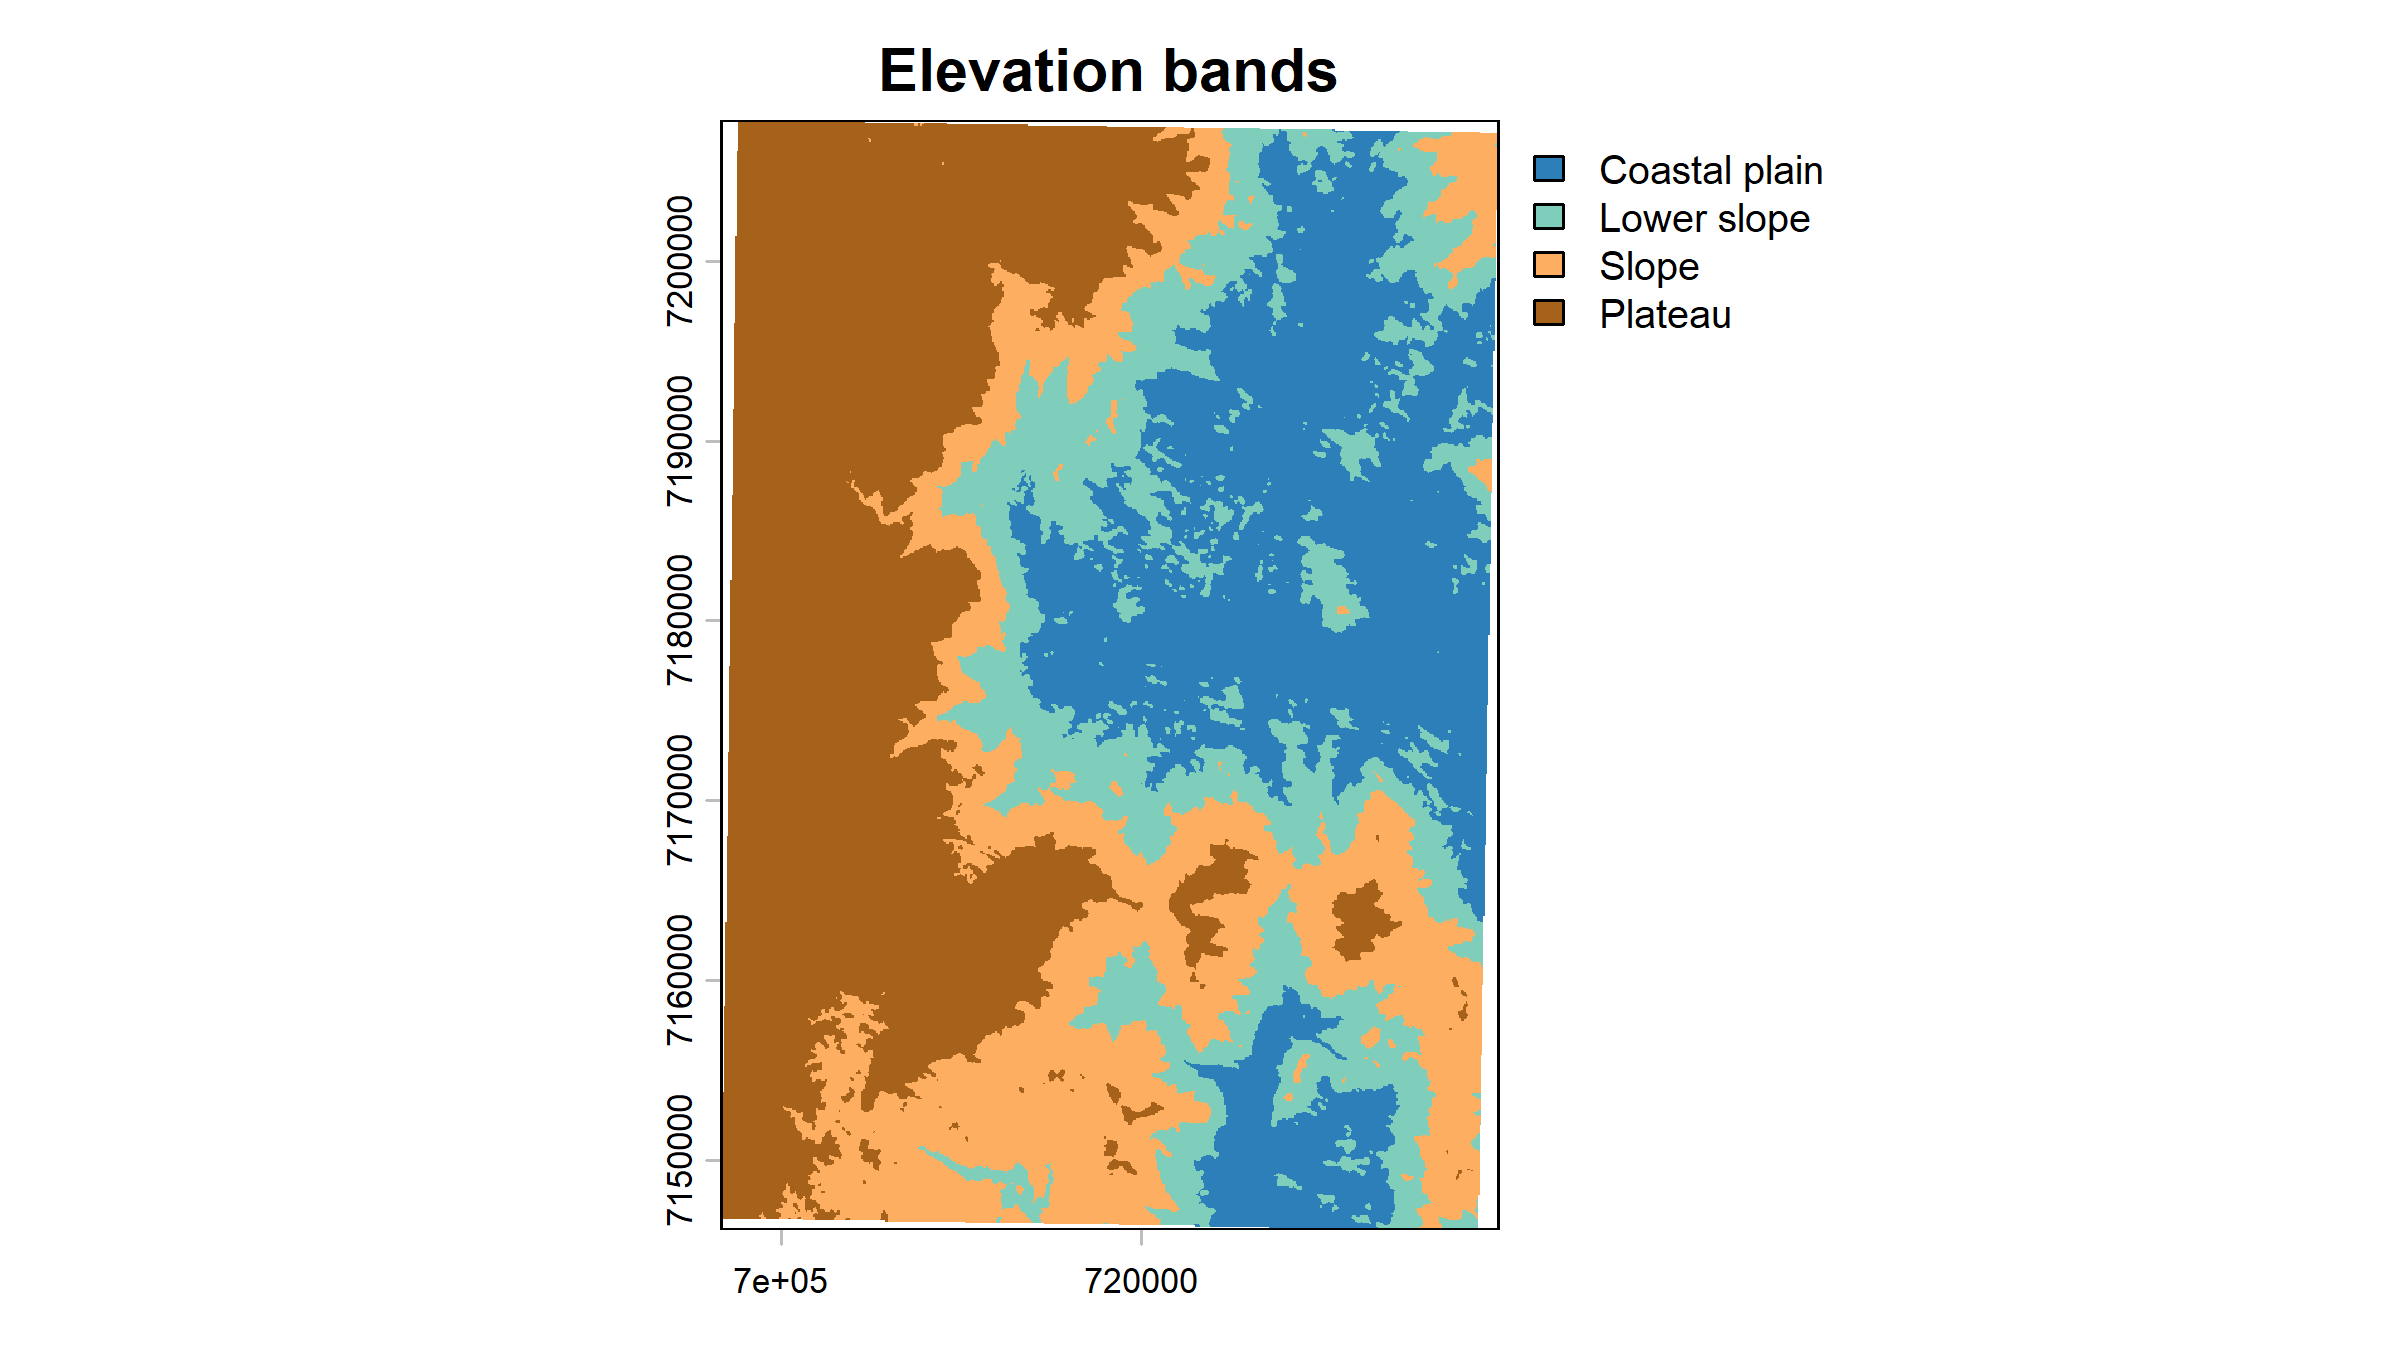 Elevation bands
Coastal plain
Lower slope
Slope
Plateau
7200000
7190000
7180000
7170000
7160000
7150000
7e+05
720000